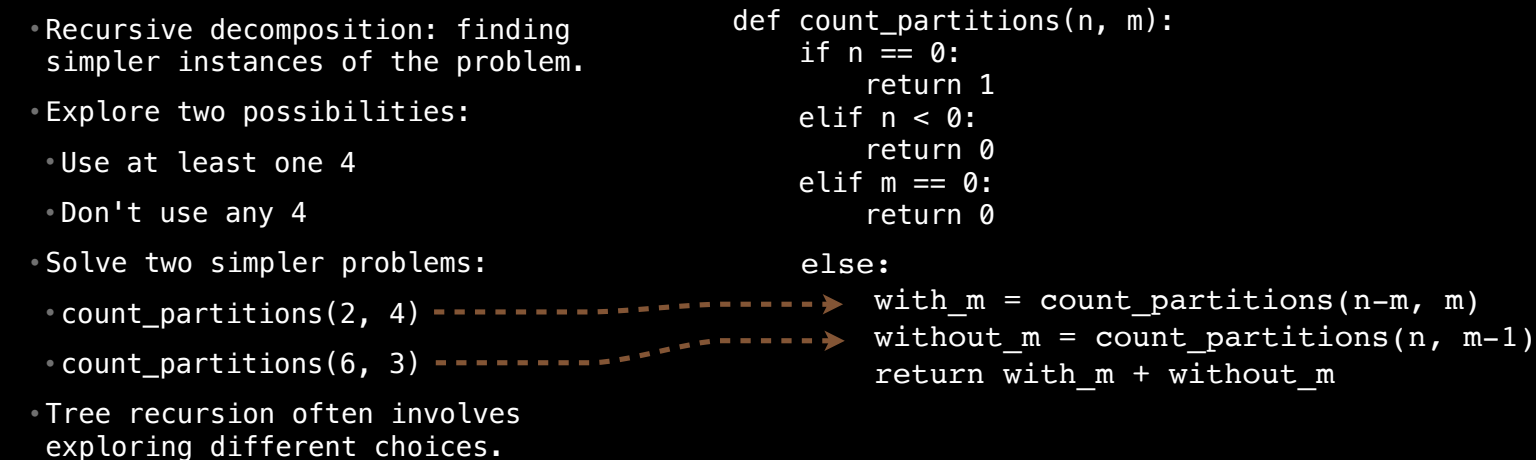 •Recursive decomposition: finding
simpler instances of the problem.
•Explore two possibilities:
•Use at least one 4
•Don't use any 4
•Solve two simpler problems:
•count_partitions(2, 4)
•count_partitions(6, 3)
•Tree recursion often involves
exploring different choices.
def count_partitions(n, m):
    if n == 0:
        return 1
    elif n < 0:
        return 0
    elif m == 0:
        return 0
    else:
        with_m = count_partitions(n-m, m)
        without_m = count_partitions(n, m-1)
        return with_m + without_m